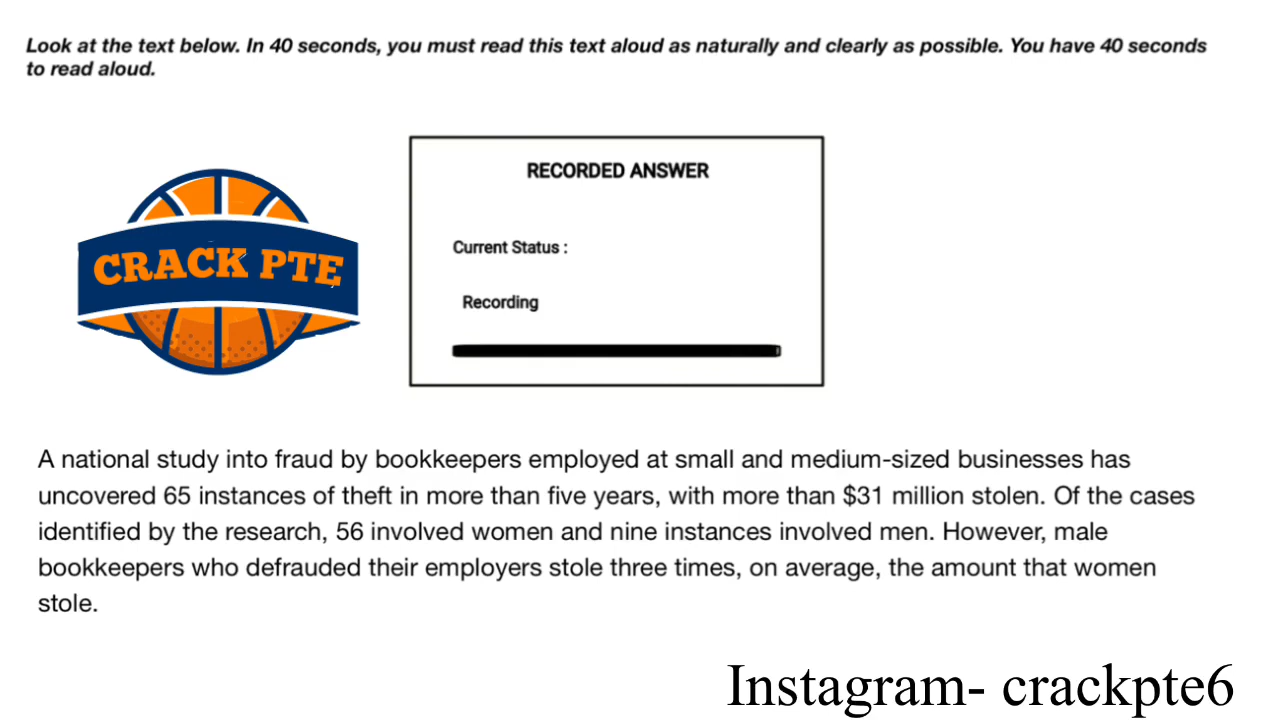 Look at the text below. In 40 seconds, you must read this text aloud as naturally and clearly as possible. You have 40 seconds
to read aloud.
RECORDED ANSWER
CRACK PTE
Current Status :
Recording
A national study into fraud by bookkeepers employed at small and medium-sized businesses has
uncovered 65 instances of theft in more than five years, with more than $31 million stolen. Of the cases
identified by the research, 56 involved women and nine instances involved men. However, male
bookkeepers who defrauded their employers stole three times, on average, the amount that women
stole.
Instagram- crackpte6